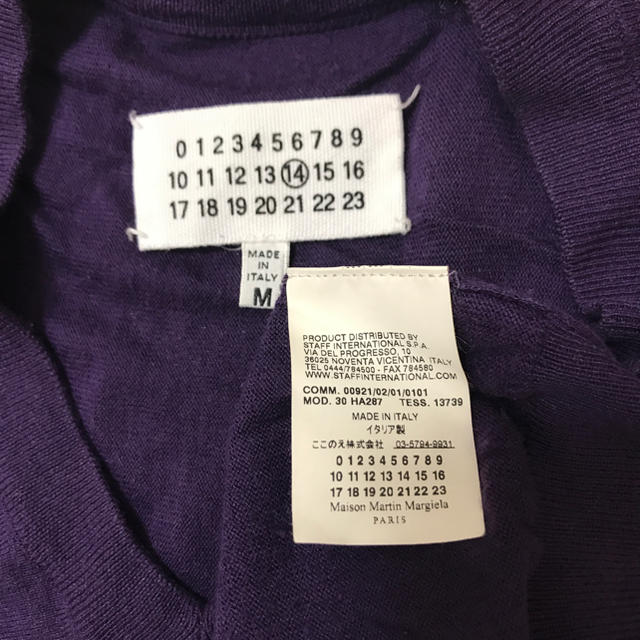 0 1 2 3 4 5 6 7 8 9
10 11 12 13 14 15 16
17 18 19 20 21 22 23
MADE
IN
ITALY
M
PRODUCT DISTRIBUTED BY
STAFF INTERNATIONAL S.P.A.
VIA DEL PROGRESSO, 10
36025 NOVENTA VICENTINA ITALY
TEL 0444/784500 - FAX 784580
WWW.STAFFINTERNATIONAL.COM
COMM. 00921/02/01/0101
MOD. 30 HA287 TESS. 13739
MADE IN ITALY
イタリア製
ここのえ株式会社 03-5794-9931
0 1 2 3 4 5 6 7 8 9
10 11 12 13 14 15 16
17 18 19 20 21 22 23
Maison Martin Margiela
PARIS